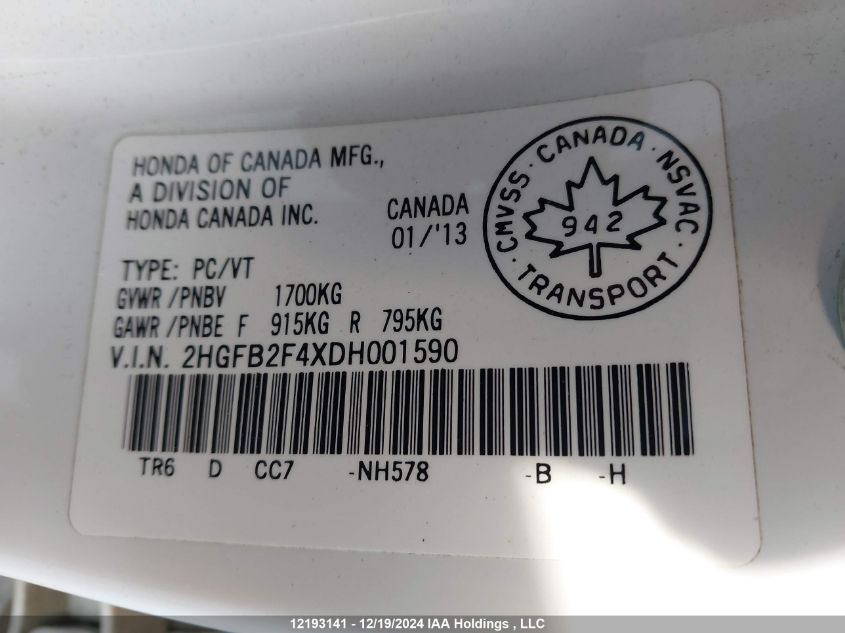 HONDA OF CANADA MFG.,
A DIVISION OF
HONDA CANADA INC.
CANADA
01/'13
CMVSS · CANADA · NSVAC
942
· TRANSPORT ·
TYPE: PC/VT
GVWR/PNBV 1700KG
GAWR/PNBE F 915KG R 795KG
V.I.N. 2HGFB2F4XDH001590
TR6 D CC7 -NH578 -B -H
12193141 - 12/19/2024 IAA Holdings , LLC